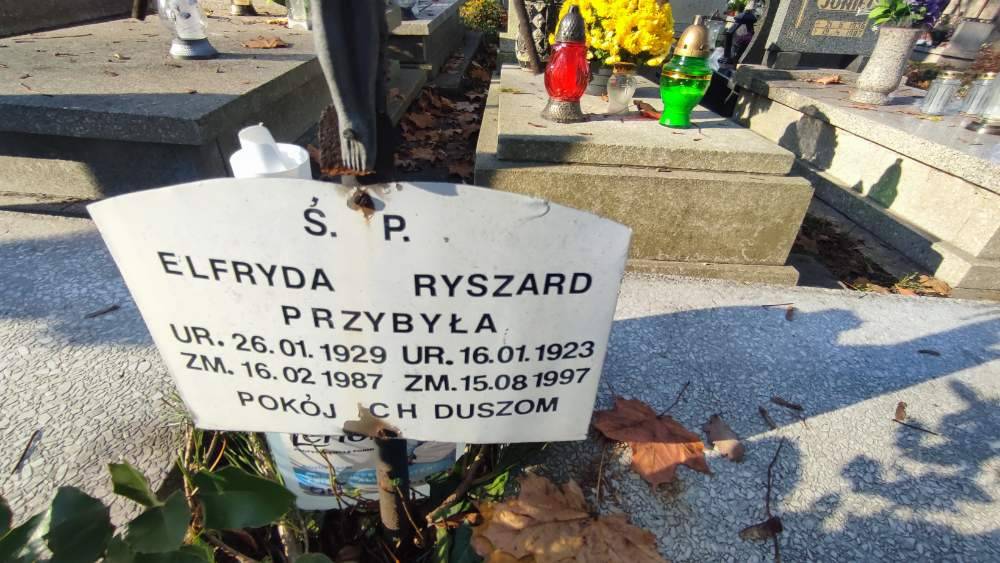 Ś. P.
ELFRYDA RYSZARD
PRZYBYŁA
UR. 26.01.1929 UR. 16.01.1923
ZM. 16.02 1987 ZM. 15.08 1997
POKÓJ CH DUSZOM